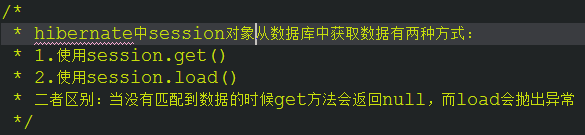 /*
* hibernate中session对象从数据库中获取数据有两种方式:
* 1.使用session.get()
* 2.使用session.load()
* 二者区别：当没有匹配到数据的时候get方法会返回null，而load会抛出异常
*/